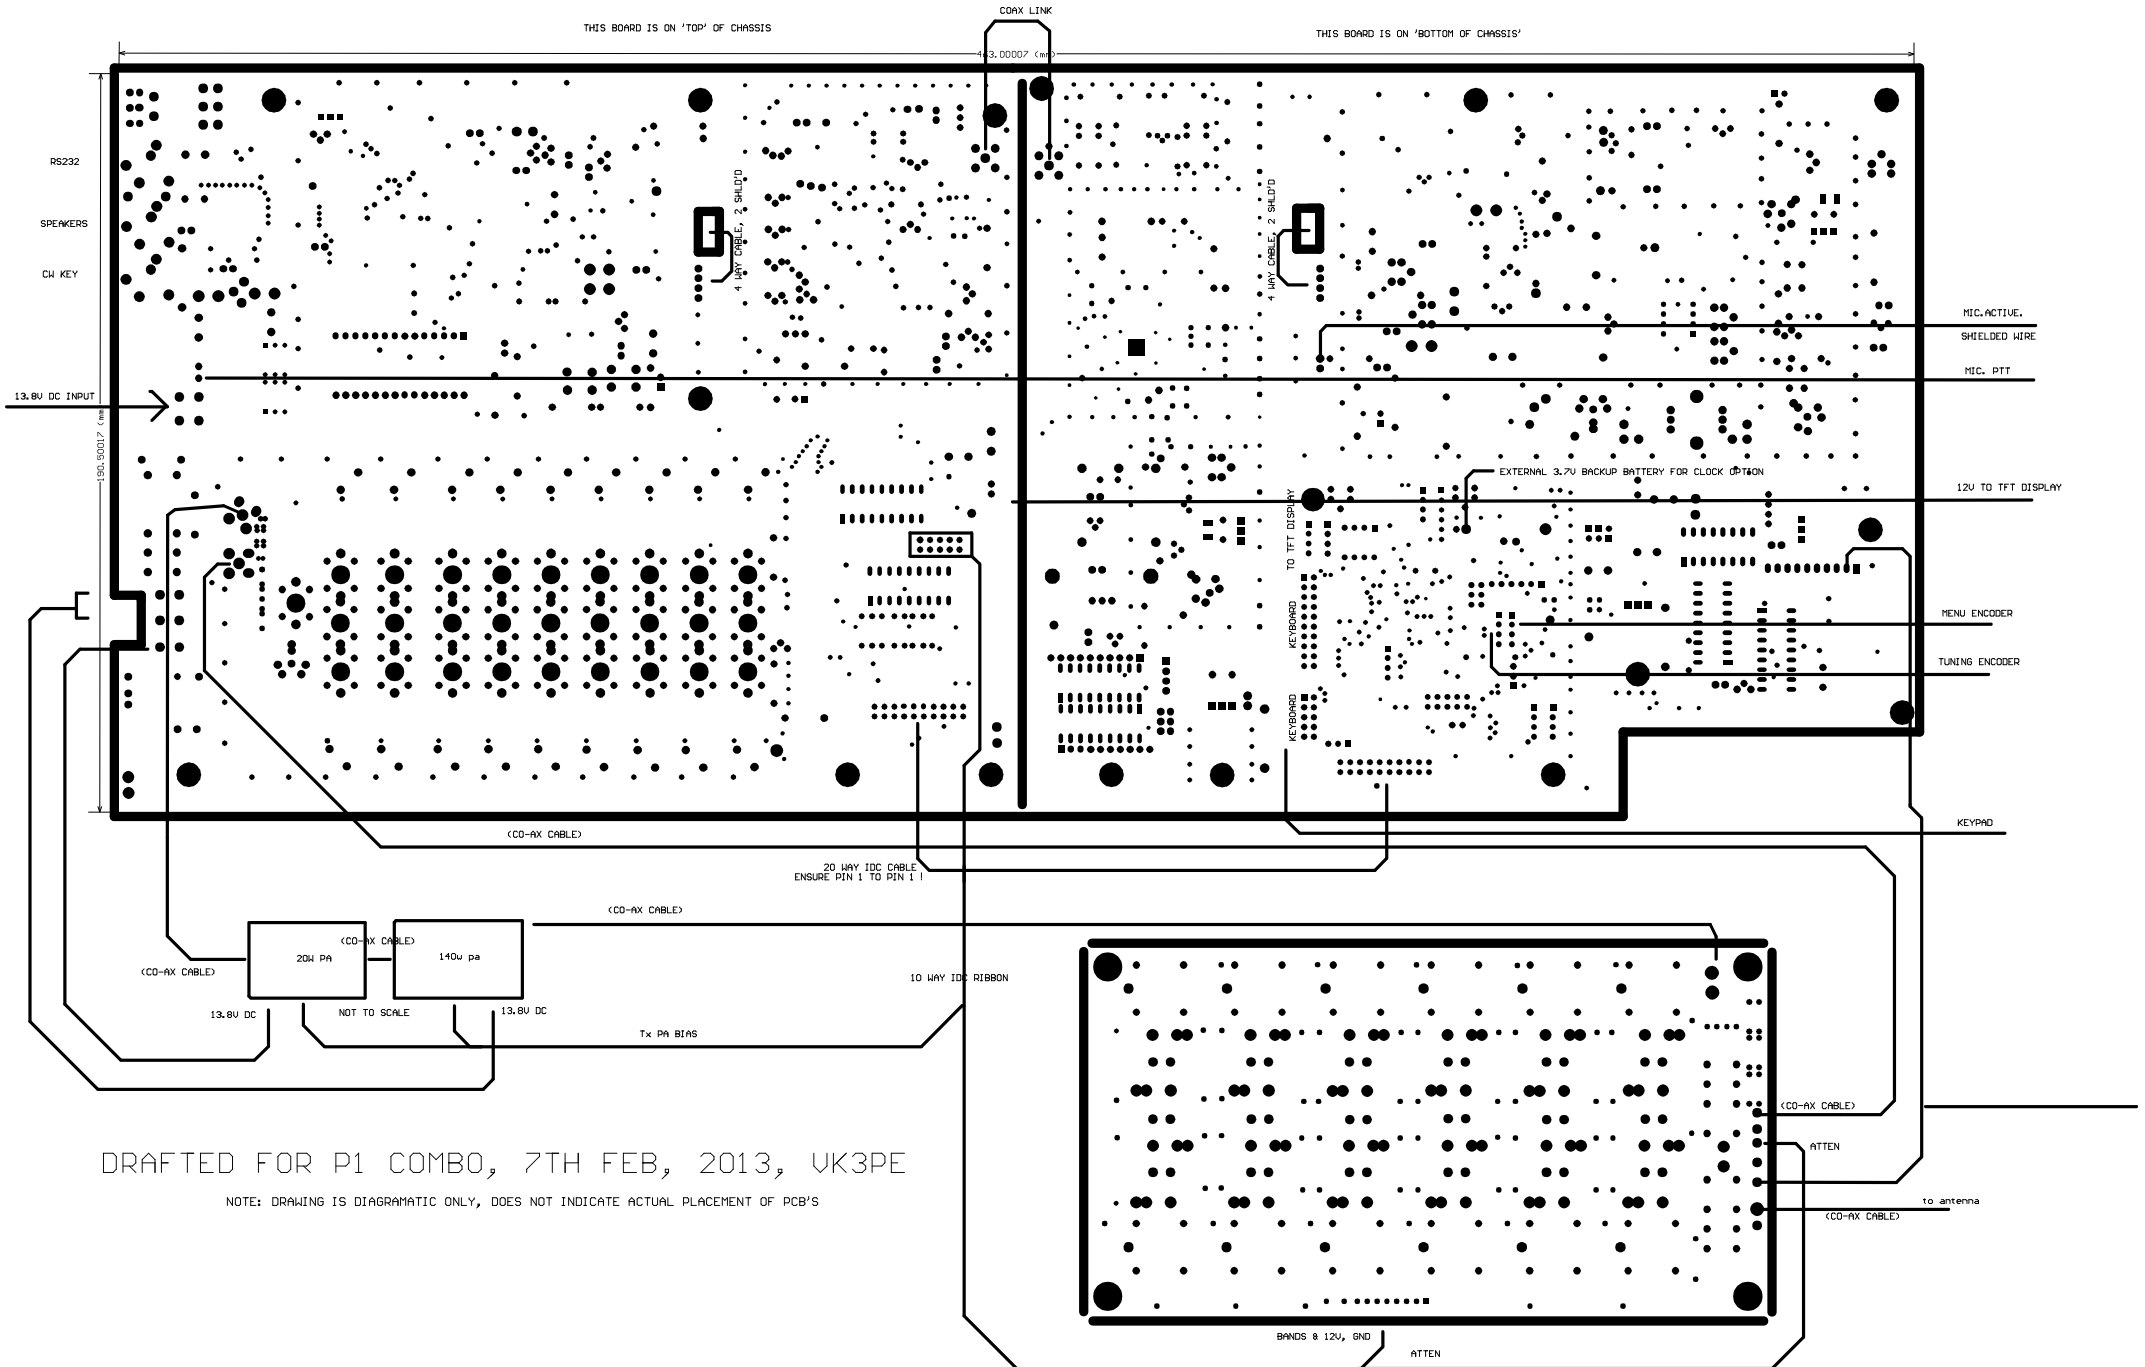 COAX LINK
THIS BOARD IS ON 'TOP' OF CHASSIS
THIS BOARD IS ON 'BOTTOM OF CHASSIS'
463.00007 (mm)
RS232
SPEAKERS
CW KEY
4 WAY CABLE, 2 SHLD'D
4 WAY CABLE, 2 SHLD'D
MIC.ACTIVE.
SHIELDED WIRE
MIC. PTT
13.8V DC INPUT
190.50017 (mm)
EXTERNAL 3.7V BACKUP BATTERY FOR CLOCK OPTION
12V TO TFT DISPLAY
TO TFT DISPLAY
KEYBOARD
MENU ENCODER
TUNING ENCODER
KEYBOARD
KEYPAD
(CO-AX CABLE)
20 WAY IDC CABLE
ENSURE PIN 1 TO PIN 1 !
(CO-AX CABLE)
(CO-AX CABLE)
20W PA
140w pa
(CO-AX CABLE)
10 WAY IDC RIBBON
13.8V DC
NOT TO SCALE
13.8V DC
Tx PA BIAS
(CO-AX CABLE)
ATTEN
DRAFTED FOR P1 COMBO, 7TH FEB, 2013, VK3PE
NOTE: DRAWING IS DIAGRAMATIC ONLY, DOES NOT INDICATE ACTUAL PLACEMENT OF PCB'S
to antenna
(CO-AX CABLE)
BANDS & 12V, GND
ATTEN